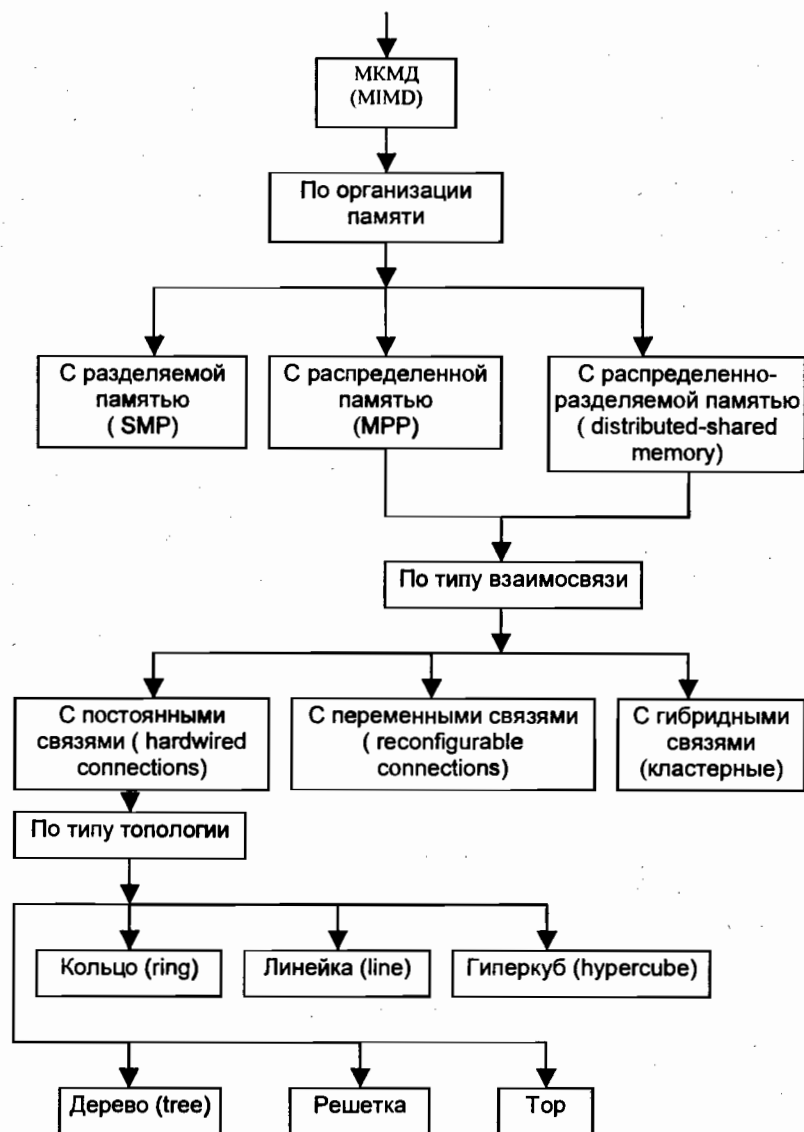 МКМД
(MIMD)
По организации
памяти
С разделяемой
памятью
( SMP)
С распределенной
памятью
(MPP)
С распределенно-
разделяемой памятью
( distributed-shared
memory)
По типу взаимосвязи
С постоянными
связями ( hardwired
connections)
С переменными связями
( reconfigurable
connections)
С гибридными
связями
(кластерные)
По типу топологии
Кольцо (ring)
Линейка (line)
Гиперкуб (hypercube)
Дерево (tree)
Решетка
Тор